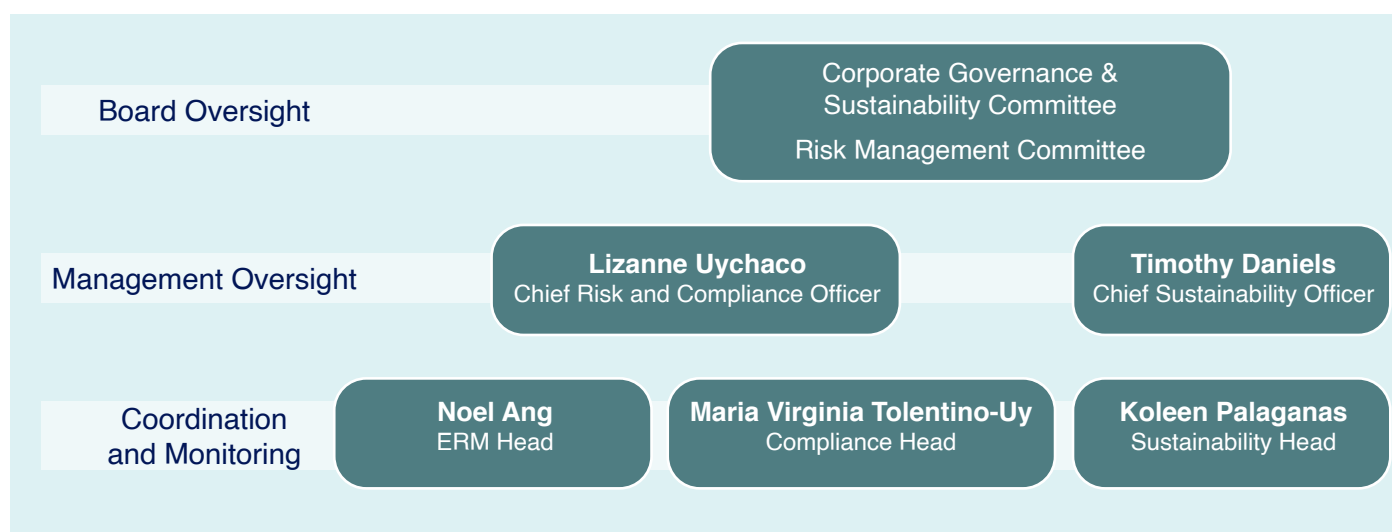 Board Oversight
Corporate Governance &
Sustainability Committee
Risk Management Committee
Management Oversight
Lizanne Uychaco
Chief Risk and Compliance Officer
Timothy Daniels
Chief Sustainability Officer
Coordination
and Monitoring
Noel Ang
ERM Head
Maria Virginia Tolentino-Uy
Compliance Head
Koleen Palaganas
Sustainability Head